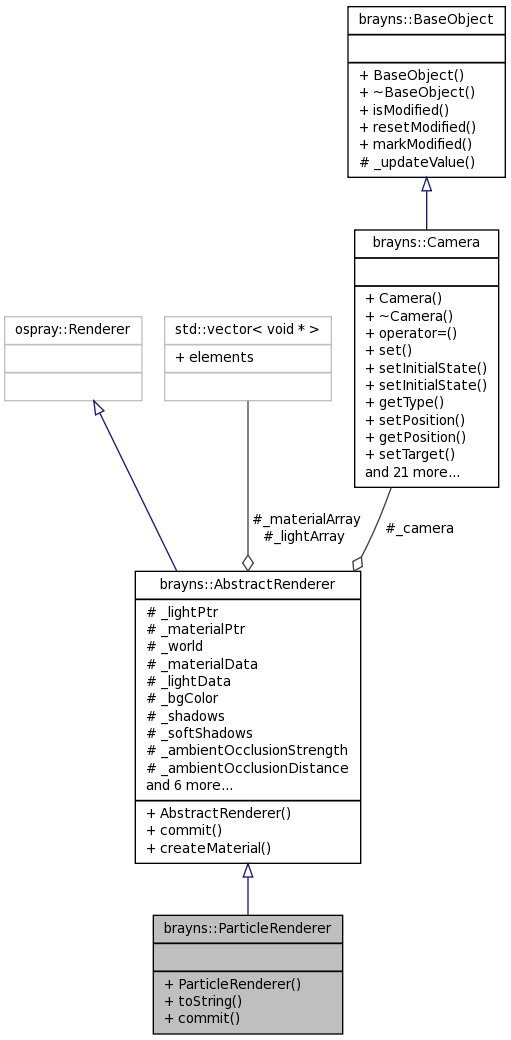 brayns::BaseObject
+ BaseObject()
+ ~BaseObject()
+ isModified()
+ resetModified()
+ markModified()
# _updateValue()
brayns::Camera
+ Camera()
+ ~Camera()
+ operator=()
+ set()
+ setInitialState()
+ setInitialState()
+ getType()
+ setPosition()
+ getPosition()
+ setTarget()
and 21 more...
ospray::Renderer
std::vector< void * >
+ elements
#_materialArray
#_lightArray
#_camera
brayns::AbstractRenderer
# _lightPtr
# _materialPtr
# _world
# _materialData
# _lightData
# _bgColor
# _shadows
# _softShadows
# _ambientOcclusionStrength
# _ambientOcclusionDistance
and 6 more...
+ AbstractRenderer()
+ commit()
+ createMaterial()
brayns::ParticleRenderer
+ ParticleRenderer()
+ toString()
+ commit()